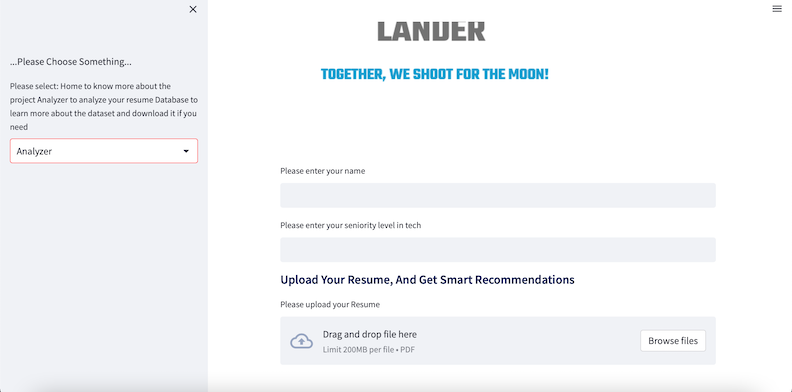 ...Please Choose Something...
Please select: Home to know more about the
project Analyzer to analyze your resume Database to
learn more about the dataset and download it if you
need
Analyzer
LANDER
TOGETHER, WE SHOOT FOR THE MOON!
Please enter your name
Please enter your seniority level in tech
Upload Your Resume, And Get Smart Recommendations
Please upload your Resume
Drag and drop file here
Limit 200MB per file • PDF
Browse files